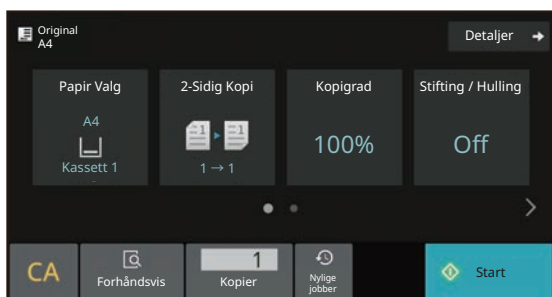 Original
A4
Detaljer
Papir Valg
A4
Kassett 1
2-Sidig Kopi
1 → 1
Kopigrad
100%
Stifting / Hulling
Off
CA
Forhåndsvis
1
Kopier
Nylige
jobber
Start